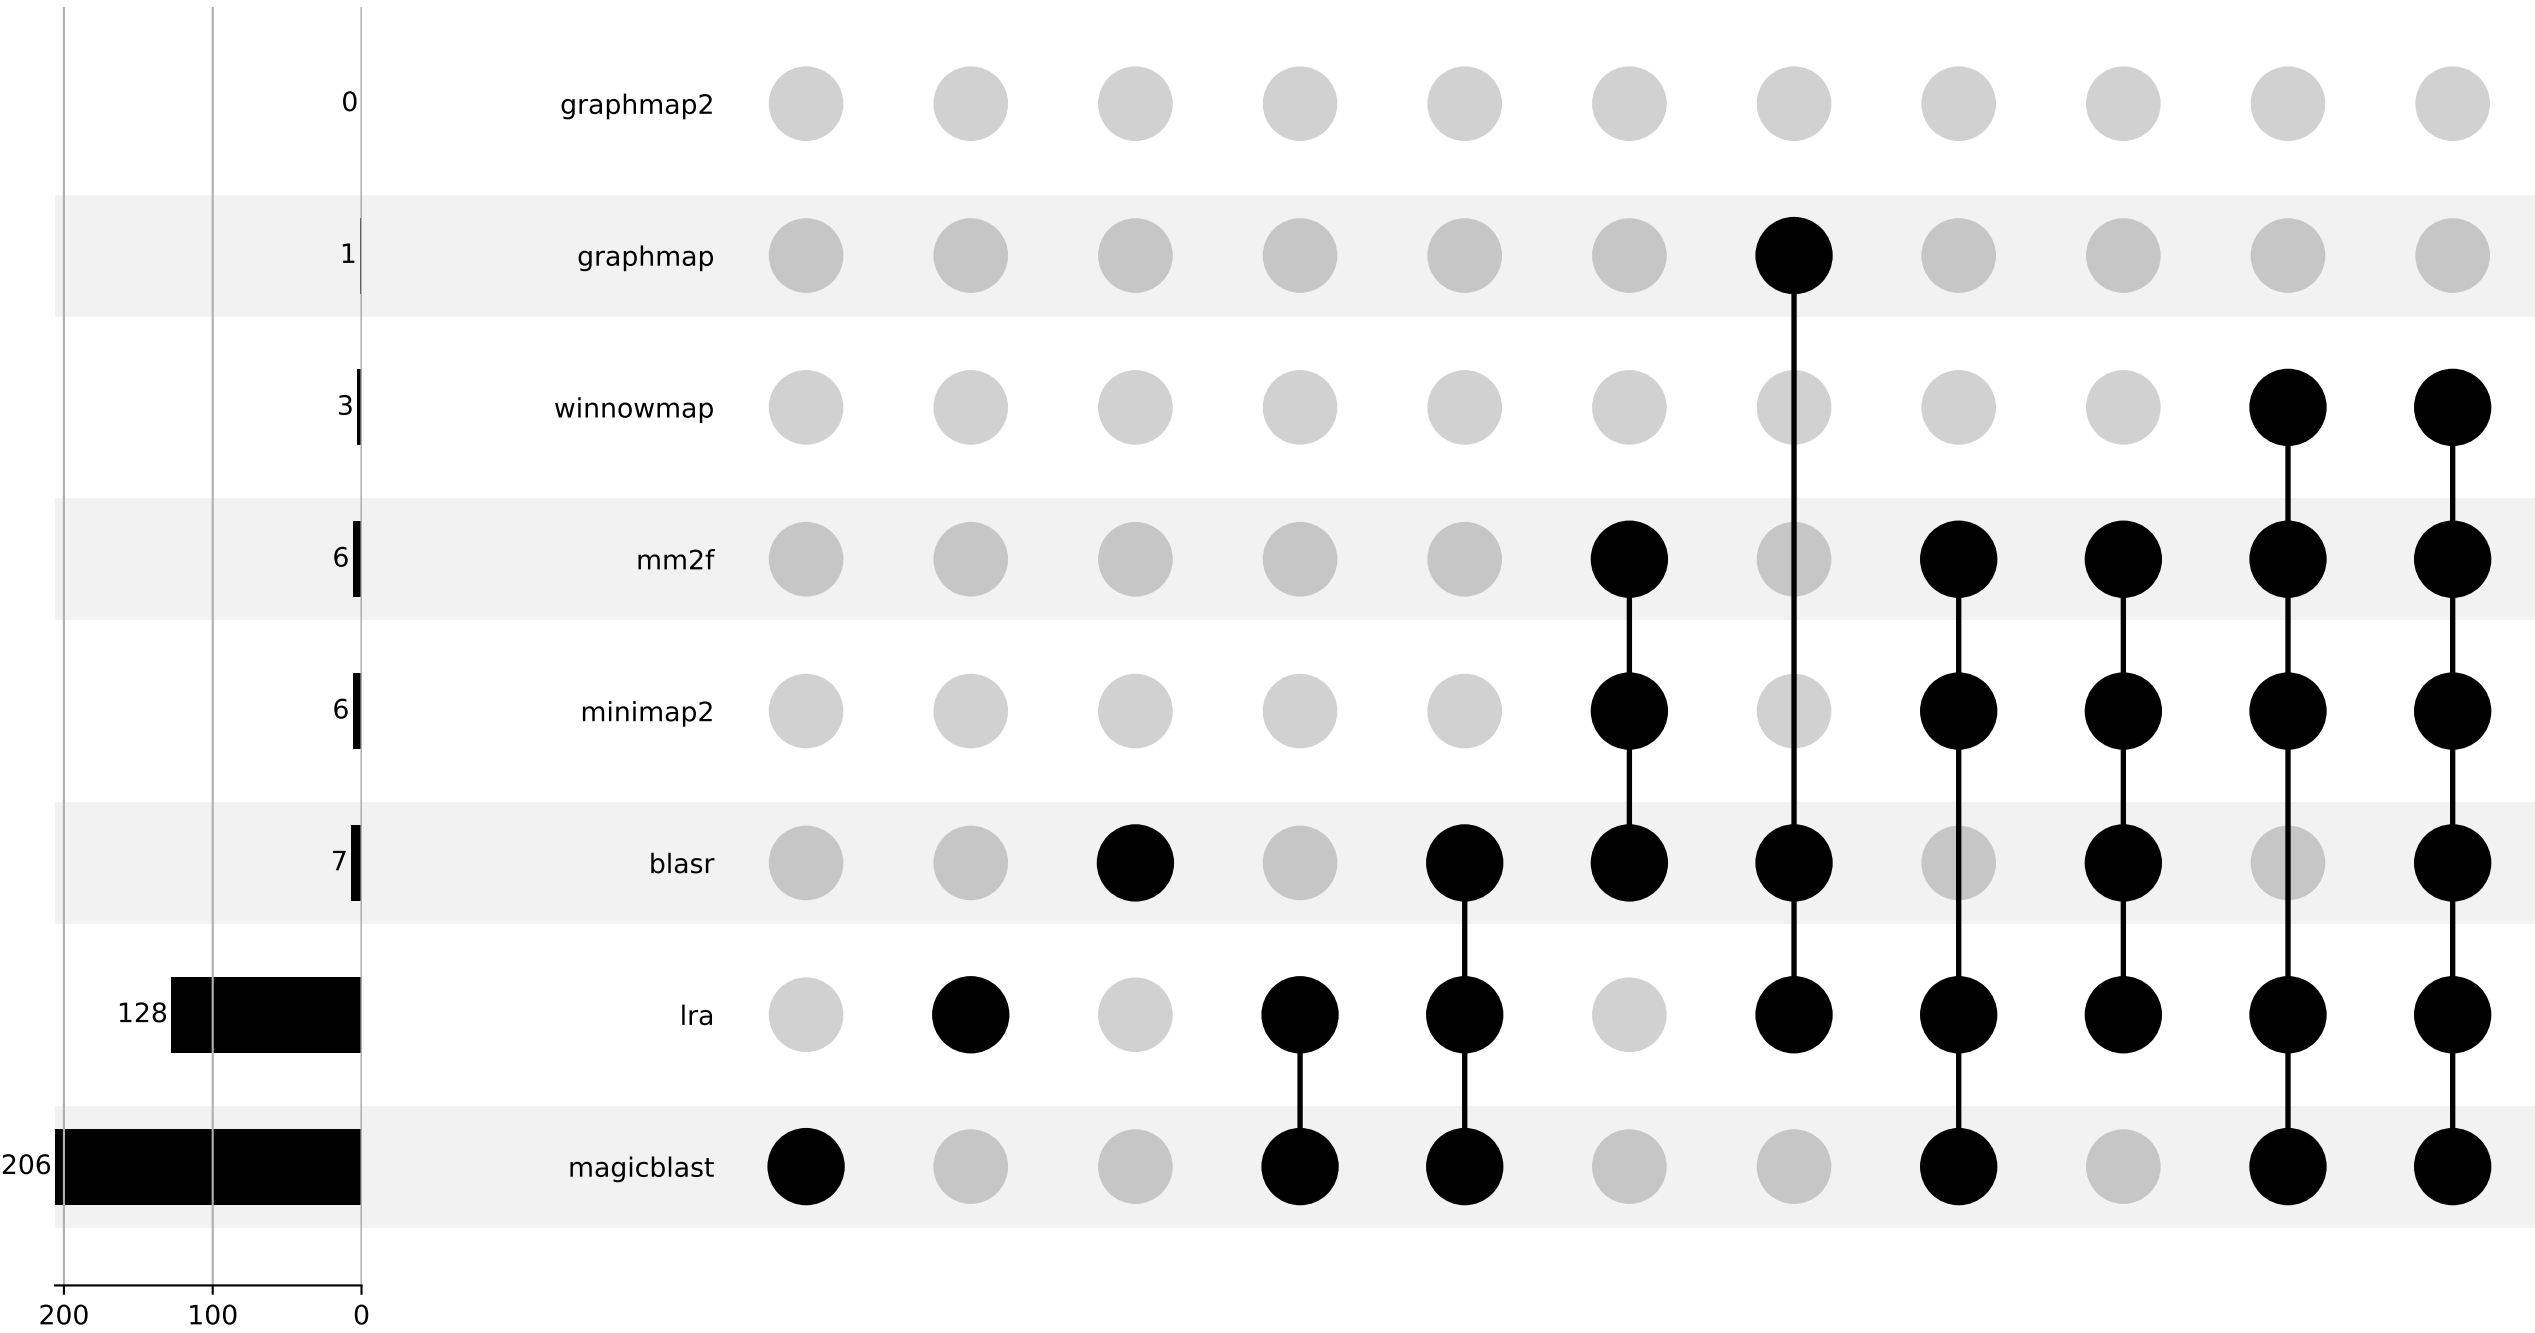 0 graphmap2
1 graphmap
3 winnowmap
6 mm2f
6 minimap2
7 blasr
128 lra
206 magicblast
200 100 0